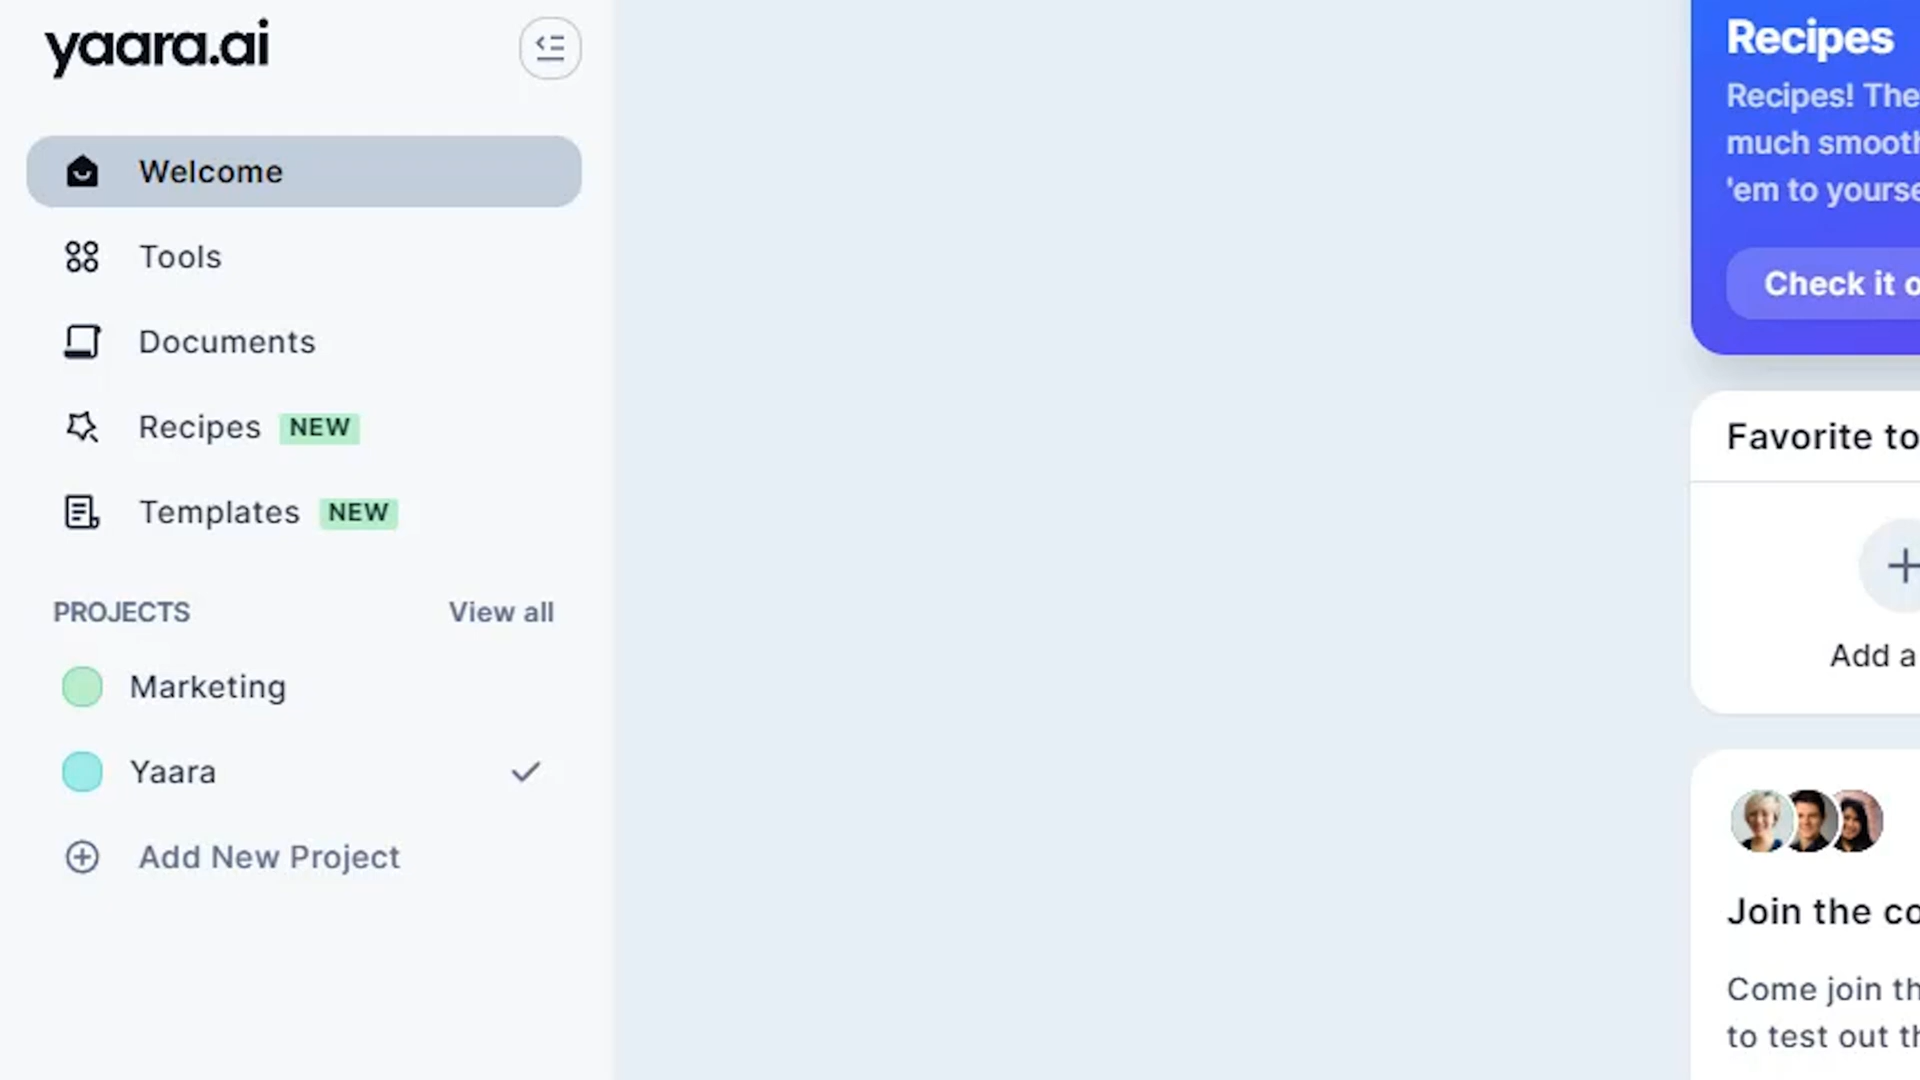 yaara.ai
Welcome
Tools
Documents
Recipes NEW
Templates NEW
PROJECTS View all
Marketing
Yaara
Add New Project
Recipes
Recipes! The
much smooth
'em to yourse
Check it o
Favorite to
Add a
Join the co
Come join th
to test out th